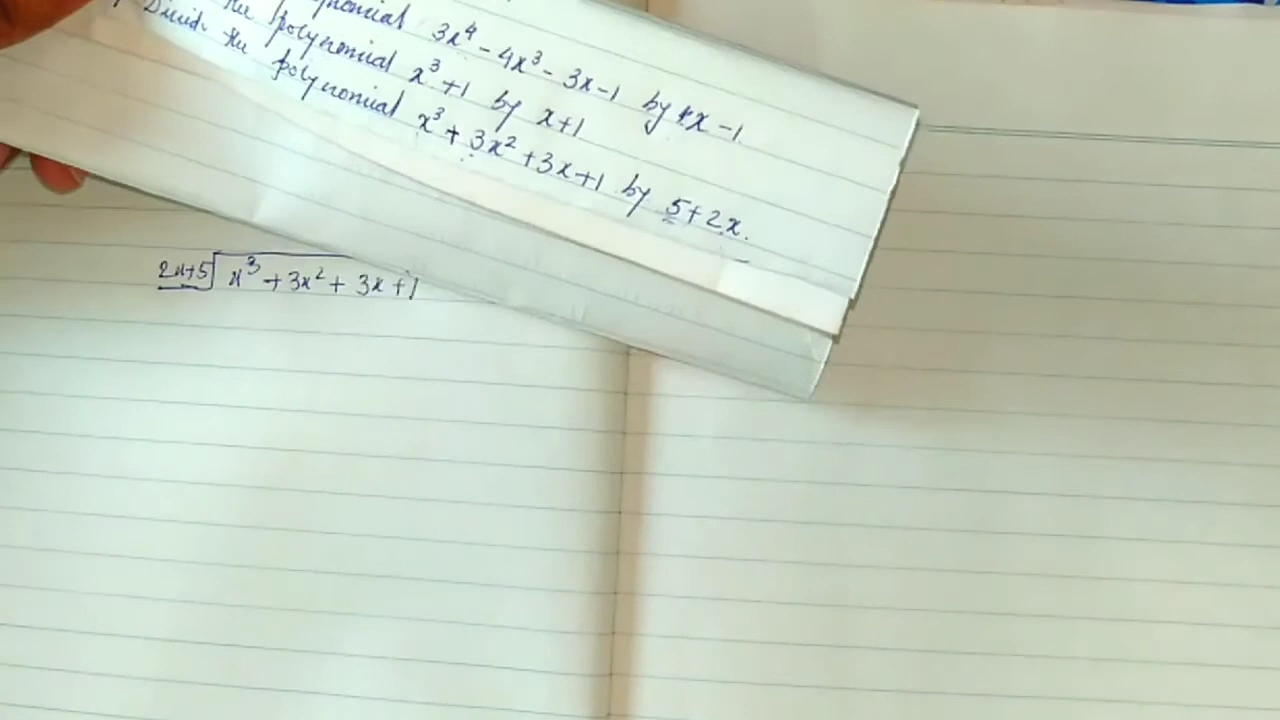 3x⁴ - 4x³ - 3x - 1 by x - 1
the polynomial x³ + 1 by x + 1
Divide the polynomial x³ + 3x² + 3x + 1 by 5 + 2x.
2x+5 x³ + 3x² + 3x + 1